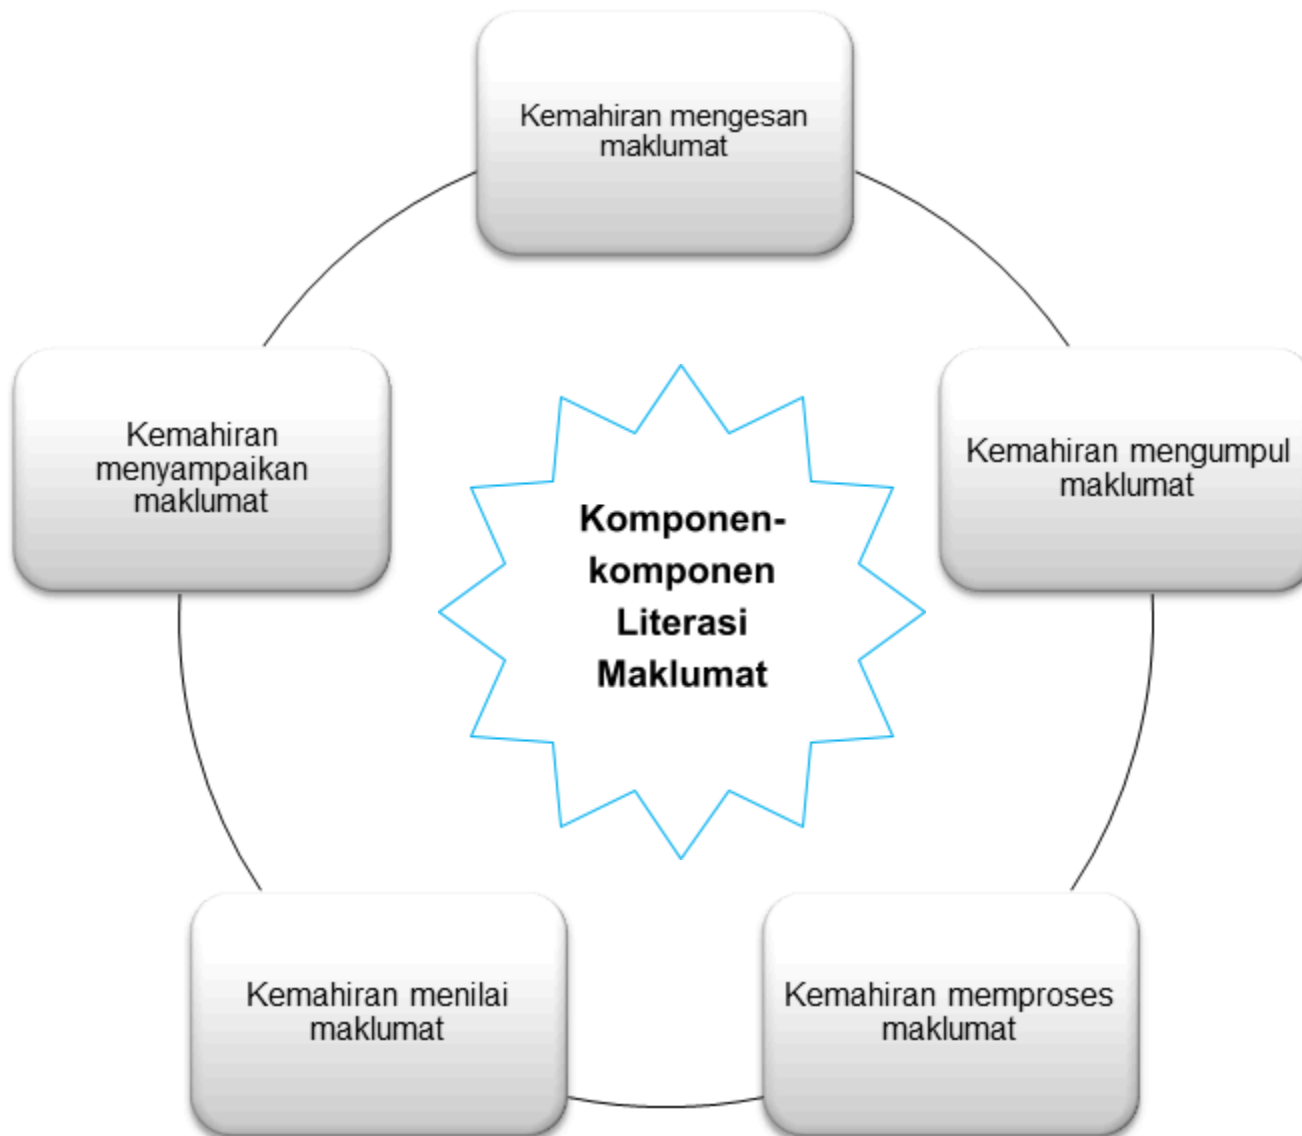 Kemahiran mengesan
maklumat
Kemahiran
menyampaikan
maklumat
Kemahiran mengumpul
maklumat
Komponen-
komponen
Literasi
Maklumat
Kemahiran menilai
maklumat
Kemahiran memproses
maklumat